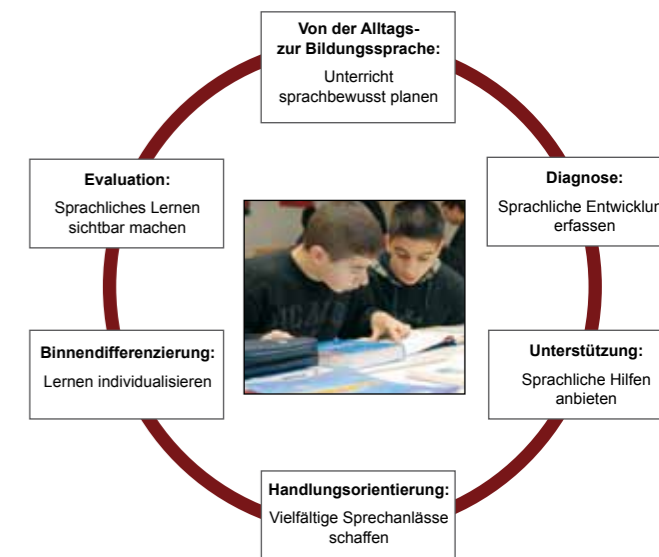 Von der Alltags-
zur Bildungssprache:
Unterricht
sprachbewusst planen
Diagnose:
Sprachliche Entwicklun
erfassen
Unterstützung:
Sprachliche Hilfen
anbieten
Handlungsorientierung:
Vielfältige Sprechanlässe
schaffen
Binnendifferenzierung:
Lernen individualisieren
Evaluation:
Sprachliches Lernen
sichtbar machen